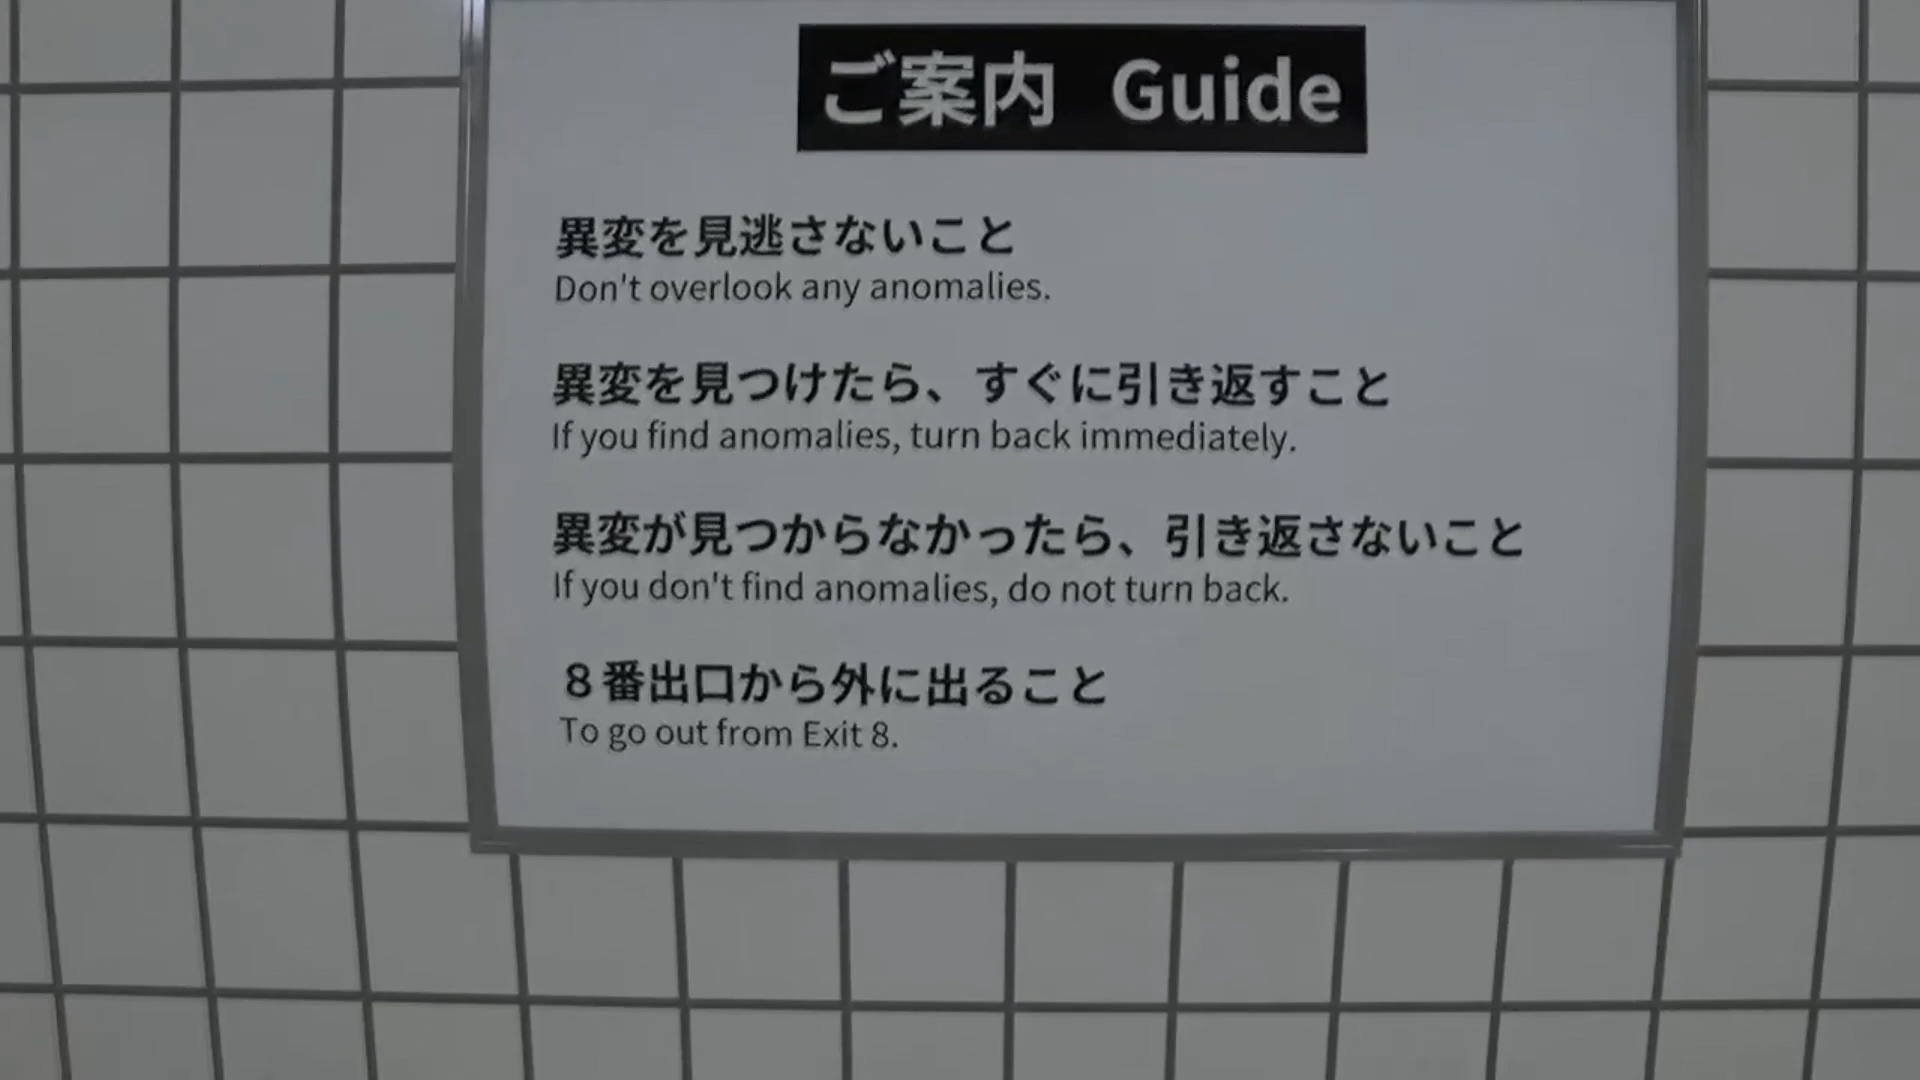 ご案内 Guide
異変を見逃さないこと
Don't overlook any anomalies.
異変を見つけたら、すぐに引き返すこと
If you find anomalies, turn back immediately.
異変が見つからなかったら、引き返さないこと
If you don't find anomalies, do not turn back.
８番出口から外に出ること
To go out from Exit 8.